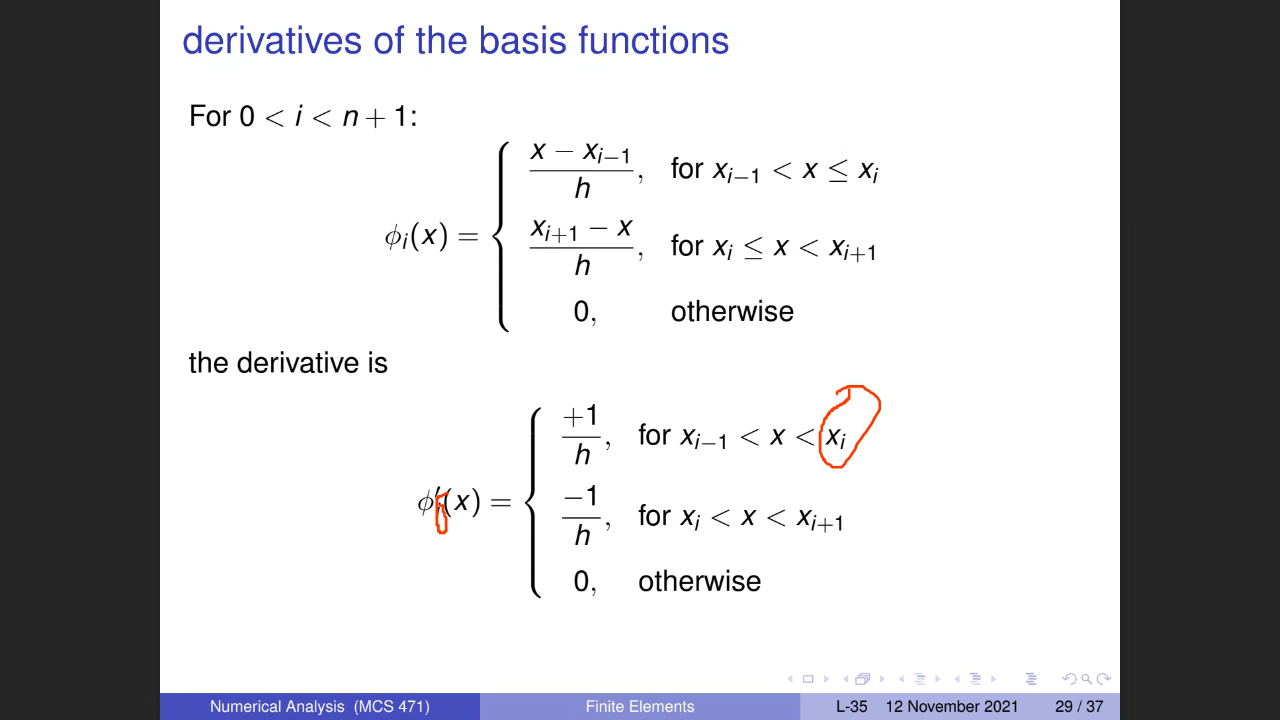 derivatives of the basis functions
For 0 < i < n + 1:
ϕᵢ(x) = { (x − xᵢ₋₁)/h, for xᵢ₋₁ < x ≤ xᵢ
(xᵢ₊₁ − x)/h, for xᵢ ≤ x < xᵢ₊₁
0, otherwise
the derivative is
ϕ′ᵢ(x) = { +1/h, for xᵢ₋₁ < x < xᵢ
−1/h, for xᵢ < x < xᵢ₊₁
0, otherwise
Numerical Analysis (MCS 471) Finite Elements L-35 12 November 2021 29 / 37